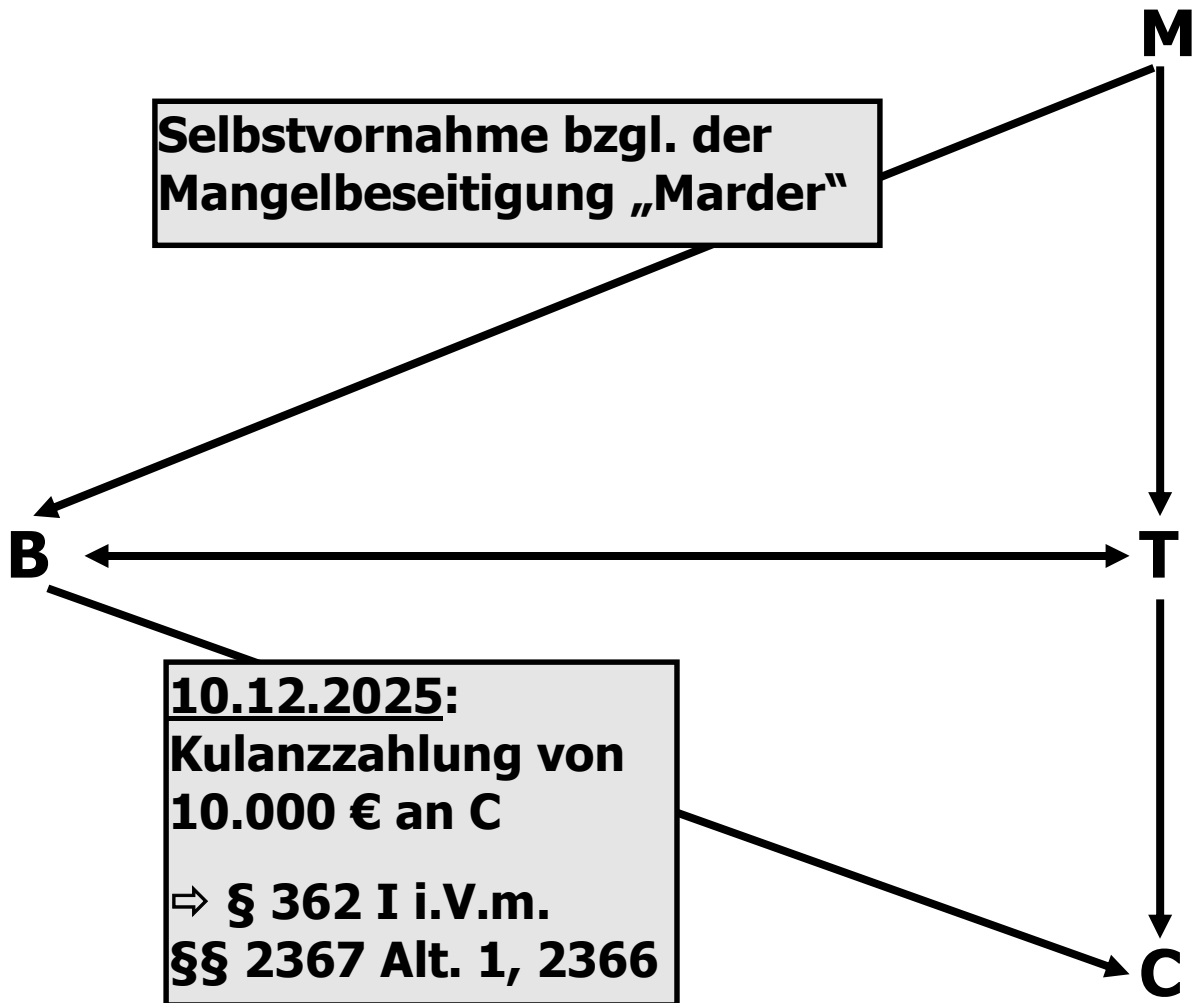 M
Selbstvornahme bzgl. der
Mangelbeseitigung „Marder“
B
T
10.12.2025:
Kulanzzahlung von
10.000 € an C
⇨ § 362 I i.V.m.
§§ 2367 Alt. 1, 2366
C